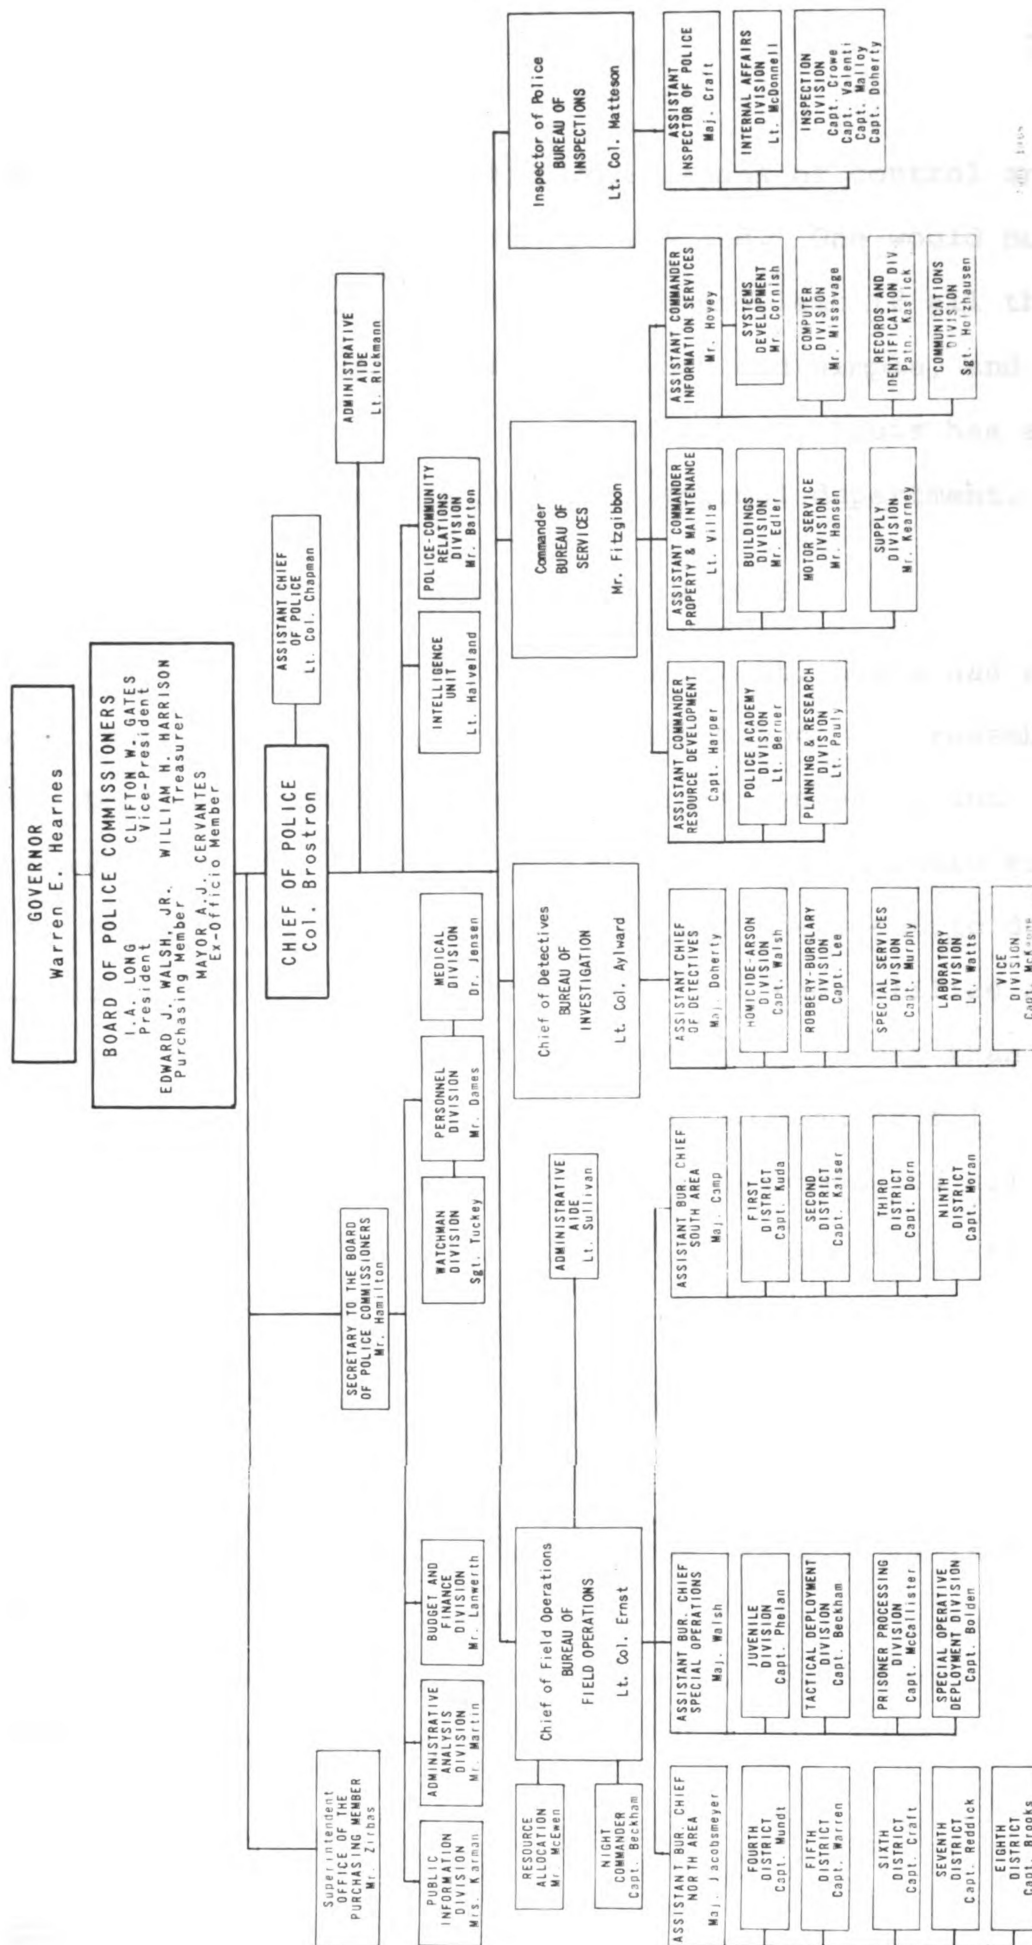 GOVERNOR
Warren E. Hearnes
BOARD OF POLICE COMMISSIONERS
I.A. LONG CLIFTON W. GATES
President Vice-President
EDWARD J. WALSH, JR. WILLIAM H. HARRISON
Purchasing Member Treasurer
MAYOR A.J. CERVANTES
Ex-Officio Member
CHIEF OF POLICE
Col. Brostron
ASSISTANT CHIEF
OF POLICE
Lt. Col. Chapman
ADMINISTRATIVE
AIDE
Lt. Rickmann
Superintendent
OFFICE OF THE
PURCHASING MEMBER
Mr. Zirbas
SECRETARY TO THE BOARD
OF POLICE COMMISSIONERS
Mr. Hamilton
PUBLIC
INFORMATION
DIVISION
Mrs. Karman
ADMINISTRATIVE
ANALYSIS
DIVISION
Mr. Martin
BUDGET AND
FINANCE
DIVISION
Mr. Lanwerth
WATCHMAN
DIVISION
Sgt. Tuckey
PERSONNEL
DIVISION
Mr. Dames
MEDICAL
DIVISION
Dr. Jensen
INTELLIGENCE
UNIT
Lt. Halveland
POLICE-COMMUNITY
RELATIONS
DIVISION
Mr. Barton
RESOURCE
ALLOCATION
Mr. McEwen
NIGHT
COMMANDER
Capt. Beckham
Chief of Field Operations
BUREAU OF
FIELD OPERATIONS
Lt. Col. Ernst
ADMINISTRATIVE
AIDE
Lt. Sullivan
Chief of Detectives
BUREAU OF
INVESTIGATION
Lt. Col. Aylward
Commander
BUREAU OF
SERVICES
Mr. Fitzgibbon
Inspector of Police
BUREAU OF
INSPECTIONS
Lt. Col. Matteson
ASSISTANT BUR. CHIEF
NORTH AREA
Maj. Jacobsmeyer
FOURTH
DISTRICT
Capt. Mundt
FIFTH
DISTRICT
Capt. Warren
SIXTH
DISTRICT
Capt. Craft
SEVENTH
DISTRICT
Capt. Reddick
EIGHTH
DISTRICT
Capt. Brooks
ASSISTANT BUR. CHIEF
SPECIAL OPERATIONS
Maj. Walsh
JUVENILE
DIVISION
Capt. Phelan
TACTICAL DEPLOYMENT
DIVISION
Capt. Beckham
PRISONER PROCESSING
DIVISION
Capt. McCallister
SPECIAL OPERATIVE
DEPLOYMENT DIVISION
Capt. Bolden
ASSISTANT BUR. CHIEF
SOUTH AREA
Maj. Camp
FIRST
DISTRICT
Capt. Kuda
SECOND
DISTRICT
Capt. Kaiser
THIRD
DISTRICT
Capt. Dorn
NINTH
DISTRICT
Capt. Moran
ASSISTANT CHIEF
OF DETECTIVES
Maj. Doherty
HOMICIDE-ARSON
DIVISION
Capt. Walsh
ROBBERY-BURGLARY
DIVISION
Capt. Lee
SPECIAL SERVICES
DIVISION
Capt. Murphy
LABORATORY
DIVISION
Lt. Watts
VICE
DIVISION
Capt.
ASSISTANT COMMANDER
RESOURCE DEVELOPMENT
Capt. Harper
POLICE ACADEMY
DIVISION
Lt. Berner
PLANNING & RESEARCH
DIVISION
Lt. Pauly
ASSISTANT COMMANDER
PROPERTY & MAINTENANCE
Lt. Villa
BUILDINGS
DIVISION
Mr. Edler
MOTOR SERVICE
DIVISION
Mr. Hansen
SUPPLY
DIVISION
Mr. Kearney
ASSISTANT COMMANDER
INFORMATION SERVICES
Mr. Hovey
SYSTEMS
DEVELOPMENT
Mr. Cornish
COMPUTER
DIVISION
Mr. Missavage
RECORDS AND
IDENTIFICATION DIV.
Patn. Kaslick
COMMUNICATIONS
DIVISION
Sgt. Holzhausen
ASSISTANT
INSPECTOR OF POLICE
Maj. Craft
INTERNAL AFFAIRS
DIVISION
Lt. McDonnell
INSPECTION
DIVISION
Capt. Crowe
Capt. Valenti
Capt. Malloy
Capt. Doherty